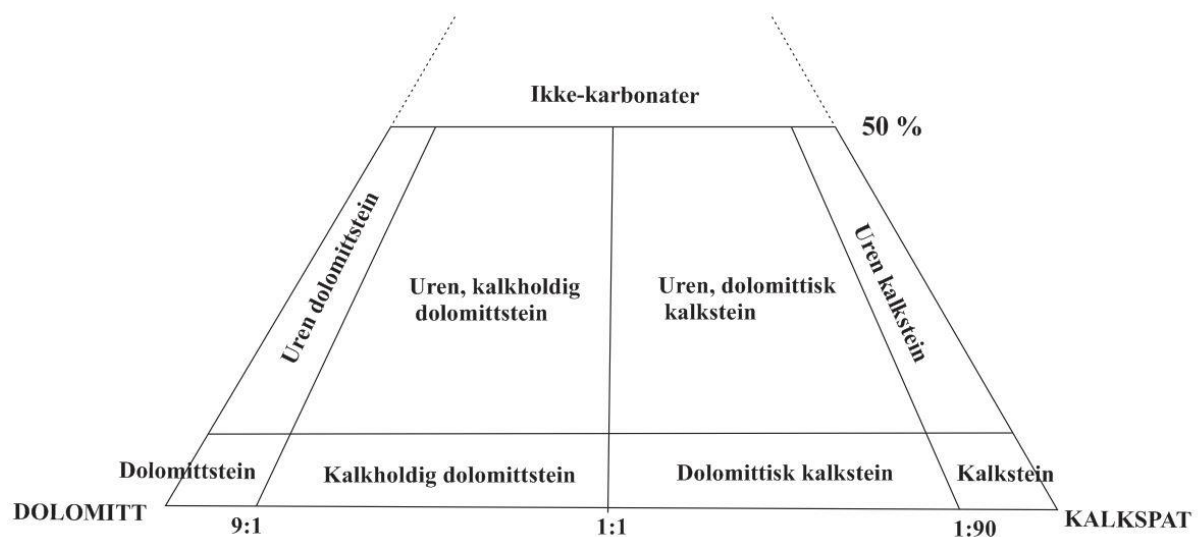 Ikke-karbonater
50 %
Uren dolomittstein
Uren, kalkholdig
dolomittstein
Uren, dolomittisk
kalkstein
Uren kalkstein
Dolomittstein
Kalkholdig dolomittstein
Dolomittisk kalkstein
Kalkstein
DOLOMITT
9:1
1:1
1:90
KALKSPAT